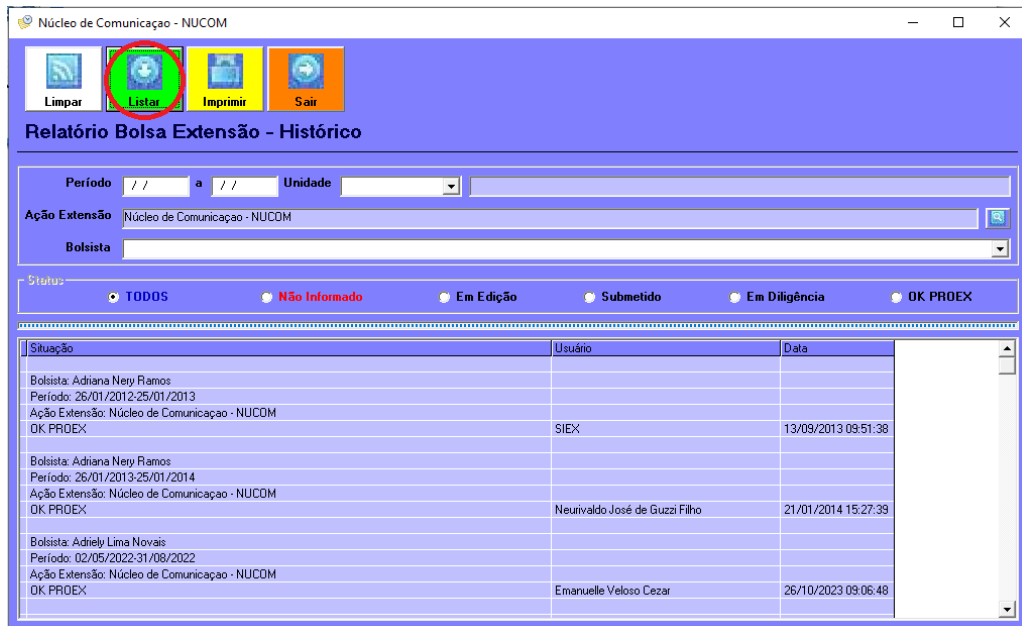 Núcleo de Comunicaçao - NUCOM
Limpar Listar Imprimir Sair
Relatório Bolsa Extensão - Histórico
Período / / a / / Unidade
Ação Extensão Núcleo de Comunicaçao - NUCOM
Bolsista
Status
TODOS Não Informado Em Edição Submetido Em Diligência OK PROEX
Situação Usuário Data
Bolsista: Adriana Nery Ramos
Período: 26/01/2012-25/01/2013
Ação Extensão: Núcleo de Comunicaçao - NUCOM
OK PROEX SIEX 13/09/2013 09:51:38
Bolsista: Adriana Nery Ramos
Período: 26/01/2013-25/01/2014
Ação Extensão: Núcleo de Comunicaçao - NUCOM
OK PROEX Neurivaldo José de Guzzi Filho 21/01/2014 15:27:39
Bolsista: Adriely Lima Novais
Período: 02/05/2022-31/08/2022
Ação Extensão: Núcleo de Comunicaçao - NUCOM
OK PROEX Emanuelle Veloso Cezar 26/10/2023 09:06:48